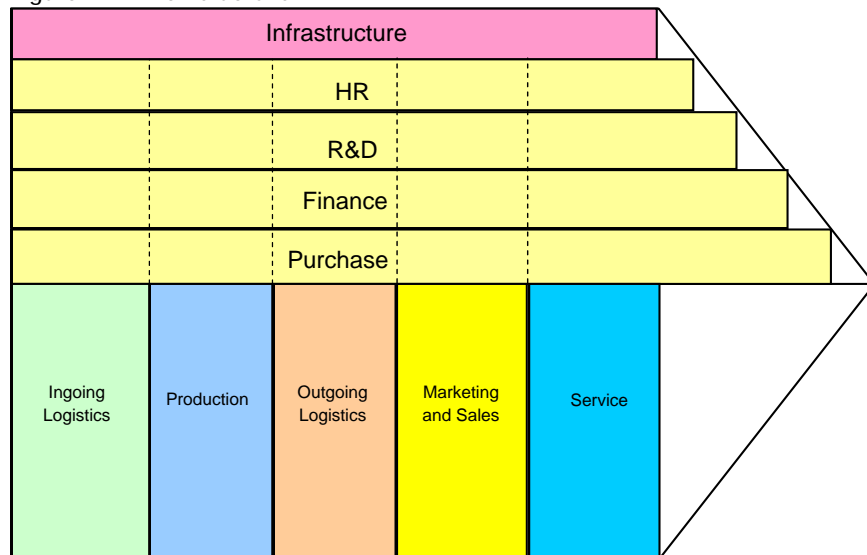 Infrastructure
HR
R&D
Finance
Purchase
Ingoing
Logistics
Production
Outgoing
Logistics
Marketing
and Sales
Service